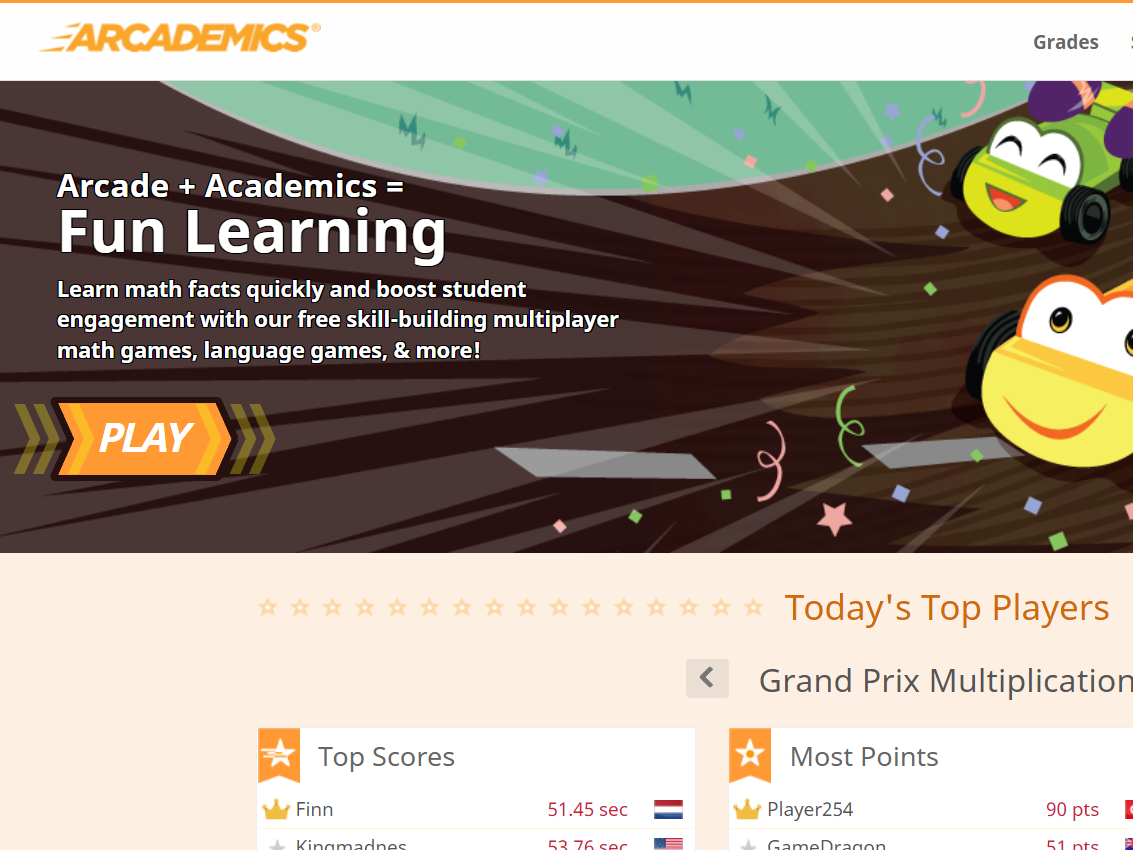 ARCADEMICS®
Grades
Arcade + Academics =
Fun Learning
Learn math facts quickly and boost student
engagement with our free skill-building multiplayer
math games, language games, & more!
PLAY
Today's Top Players
Grand Prix Multiplication
Top Scores
Finn 51.45 sec
Kingmadnes 53.76 sec
Most Points
Player254 90 pts
GameDragon 51 pts